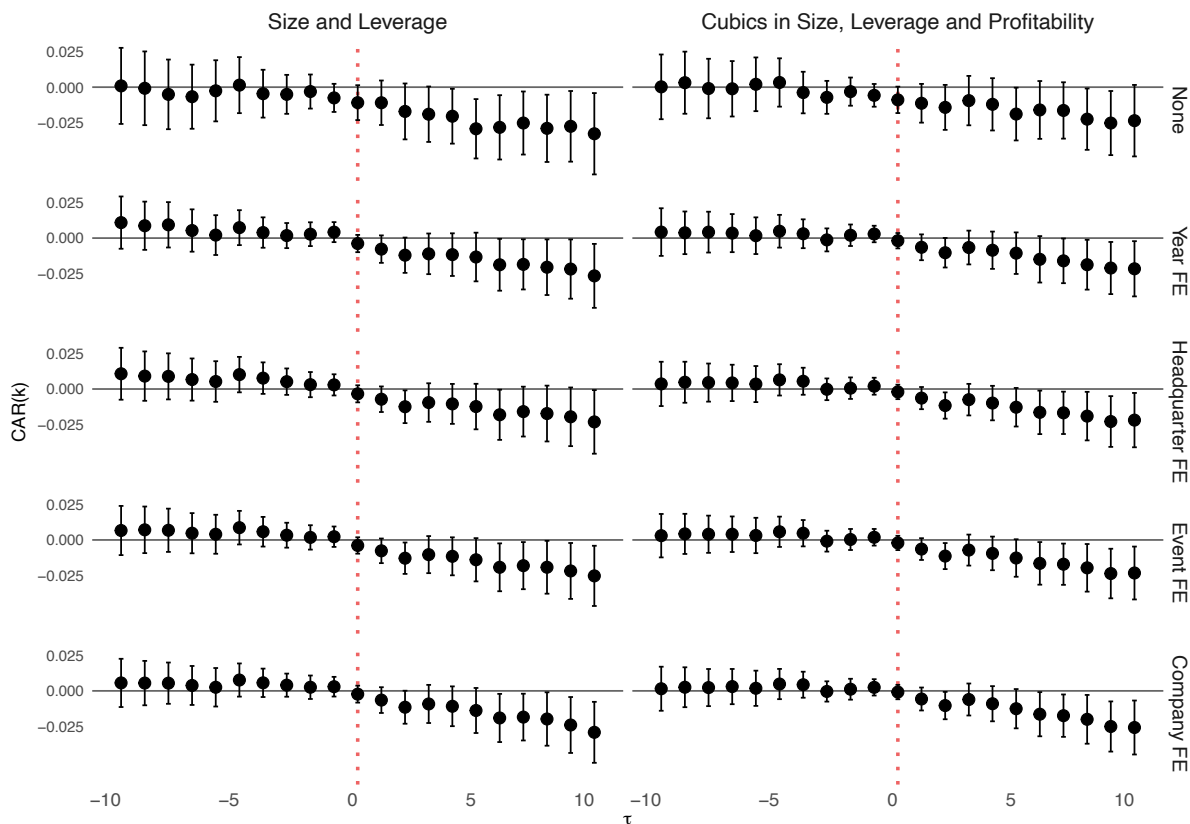 Size and Leverage
Cubics in Size, Leverage and Profitability
0.025
0.000
−0.025
None
0.025
0.000
−0.025
Year FE
0.025
0.000
−0.025
Headquarter FE
CAR(k)
0.025
0.000
−0.025
Event FE
0.025
0.000
−0.025
Company FE
−10 −5 0 5 10
−10 −5 0 5 10
τ